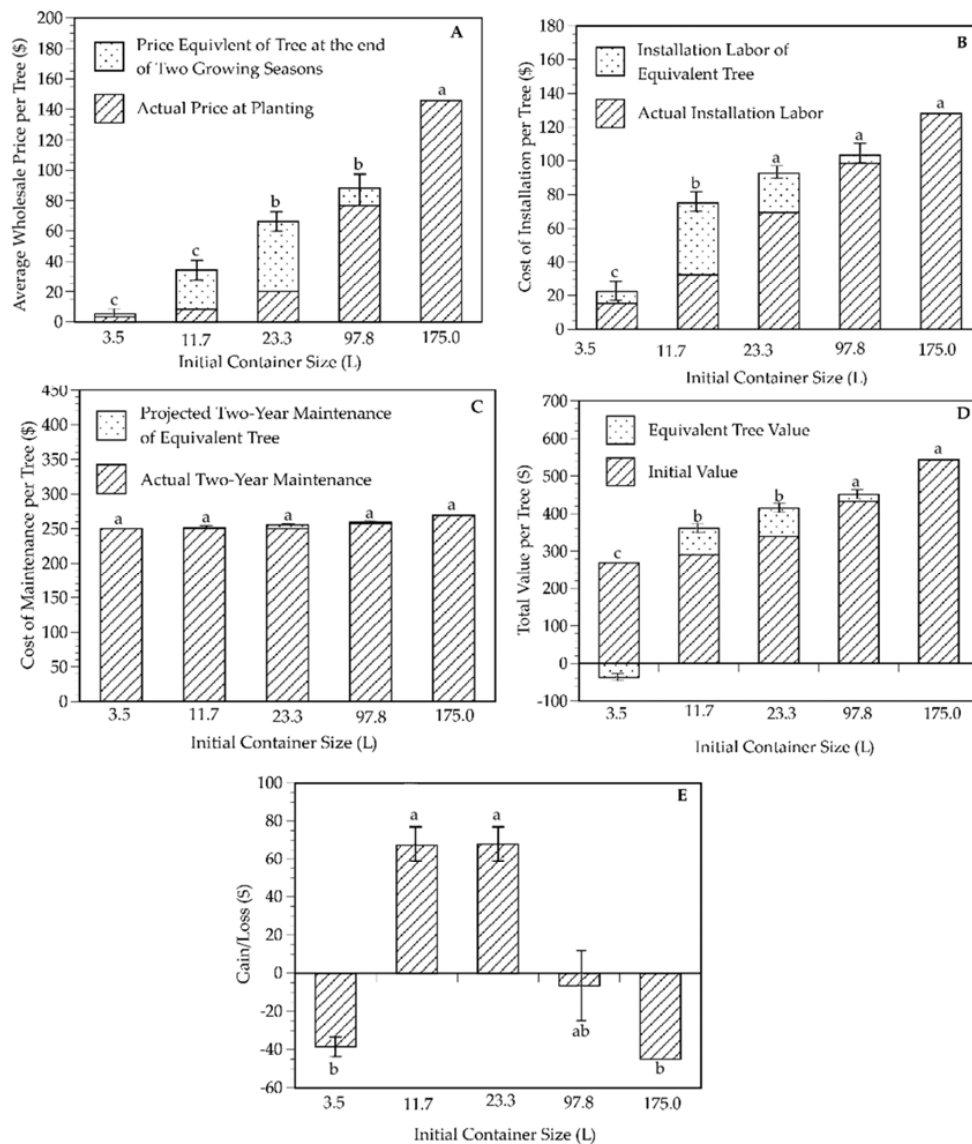 A
Average Wholesale Price per Tree ($)
200
180
160
140
120
100
80
60
40
20
0
Price Equivlent of Tree at the end
of Two Growing Seasons
Actual Price at Planting
c
c
b
b
a
3.5 11.7 23.3 97.8 175.0
Initial Container Size (L)
B
Cost of Installation per Tree ($)
180
160
140
120
100
80
60
40
20
0
Installation Labor of
Equivalent Tree
Actual Installation Labor
c
b
a
a
a
3.5 11.7 23.3 97.8 175.0
Initial Container Size (L)
C
Cost of Maintenance per Tree ($)
450
400
350
300
250
200
150
100
50
0
Projected Two-Year Maintenance
of Equivalent Tree
Actual Two-Year Maintenance
a a a a a
3.5 11.7 23.3 97.8 175.0
Initial Container Size (L)
D
Total Value per Tree ($)
700
600
500
400
300
200
100
0
-100
Equivalent Tree Value
Initial Value
c
b
b
a
a
3.5 11.7 23.3 97.8 175.0
Initial Container Size (L)
E
Gain/Loss ($)
100
80
60
40
20
0
-20
-40
-60
b
a
a
ab
b
3.5 11.7 23.3 97.8 175.0
Initial Container Size (L)